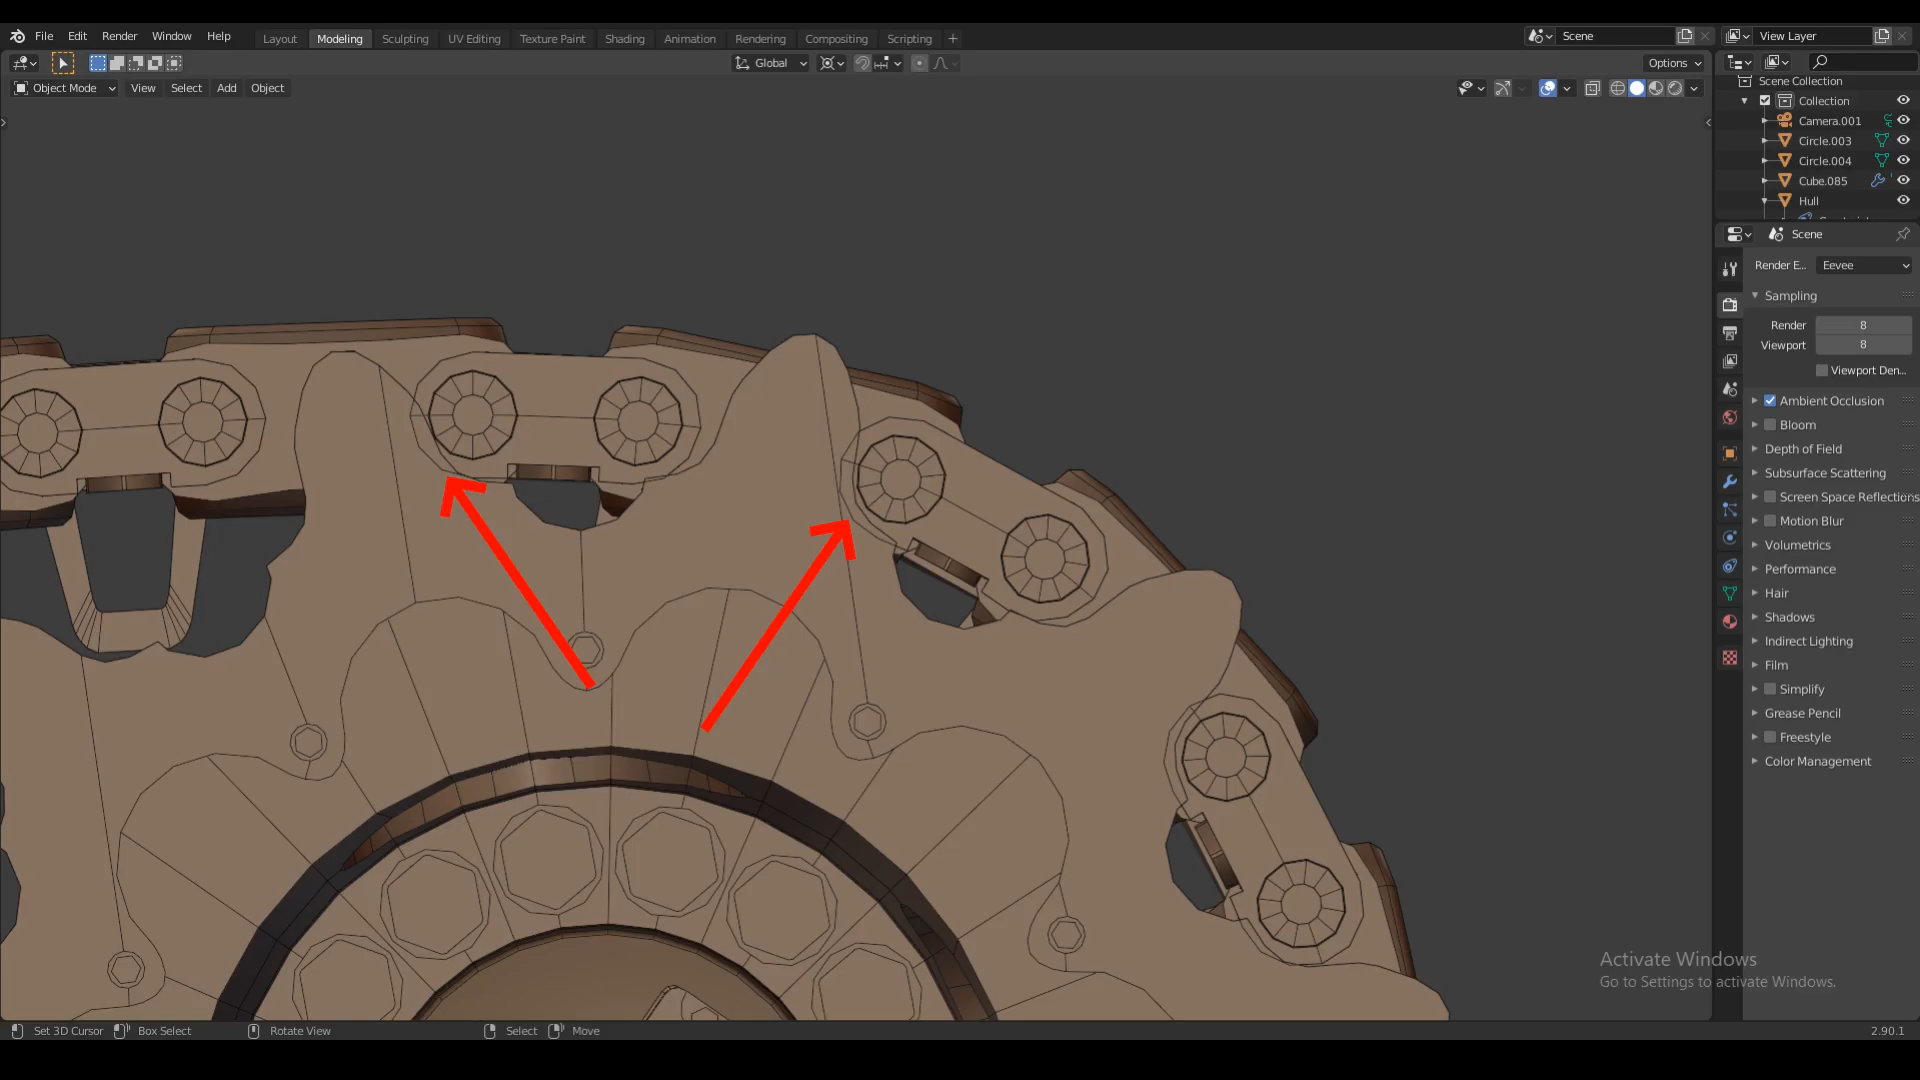 File Edit Render Window Help
Layout Modeling Sculpting UV Editing Texture Paint Shading Animation Rendering Compositing Scripting
Scene
View Layer
Global
Options
Object Mode View Select Add Object
Scene Collection
Collection
Camera.001
Circle.003
Circle.004
Cube.085
Hull
Scene
Render E... Eevee
Sampling
Render 8
Viewport 8
Viewport Den...
Ambient Occlusion
Bloom
Depth of Field
Subsurface Scattering
Screen Space Reflections
Motion Blur
Volumetrics
Performance
Hair
Shadows
Indirect Lighting
Film
Simplify
Grease Pencil
Freestyle
Color Management
Activate Windows
Go to Settings to activate Windows.
Set 3D Cursor Box Select Rotate View Select Move 2.90.1